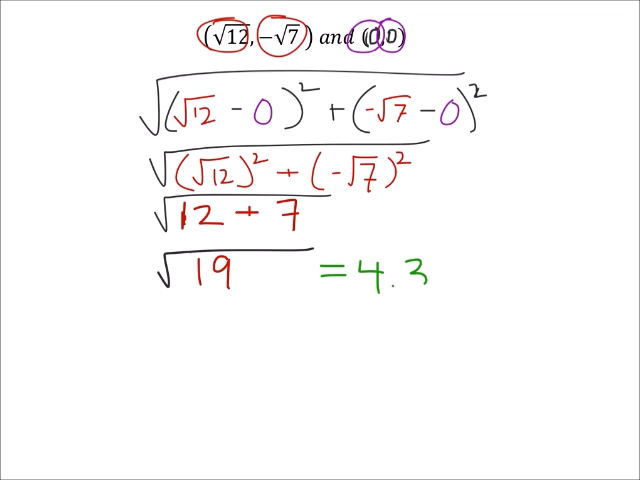 (√12, −√7) and (0,0)
√(√12 − 0)² + (−√7 − 0)²
√(√12)² + (−√7)²
√12 + 7
√19 = 4.3